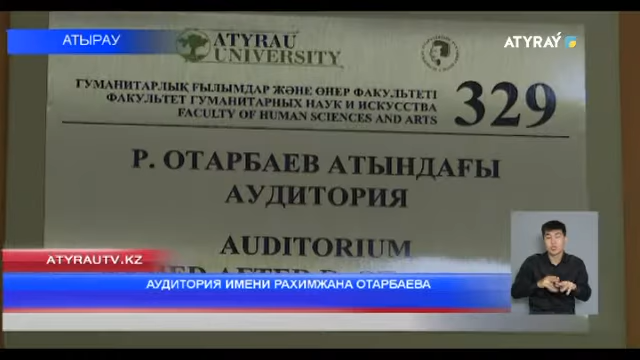 АТЫРАУ
ATYRAÝ
ATYRAU
UNIVERSITY
ГУМАНИТАРЛЫҚ ҒЫЛЫМДАР ЖӘНЕ ӨНЕР ФАКУЛЬТЕТІ
ФАКУЛЬТЕТ ГУМАНИТАРНЫХ НАУК И ИСКУССТВА
FACULTY OF HUMAN SCIENCES AND ARTS
329
Р. ОТАРБАЕВ АТЫНДАҒЫ
АУДИТОРИЯ
AUDITORIUM
ATYRAUTV.KZ
АУДИТОРИЯ ИМЕНИ РАХИМЖАНА ОТАРБАЕВА